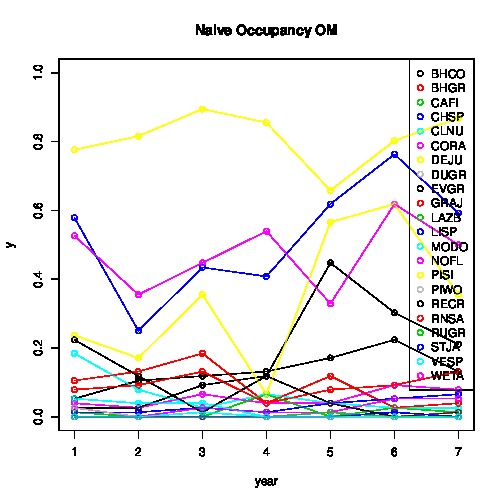 Naive Occupancy OM
y
1.0
0.8
0.6
0.4
0.2
0.0
1 2 3 4 5 6 7
year
BHCO
BHGR
CAFI
CHSP
CLNU
CORA
DEJU
DUGR
EVGR
GRAJ
LAZB
LISP
MODO
NOFL
PISI
PIWO
RECR
RNSA
RUGR
STJA
VESP
WETA